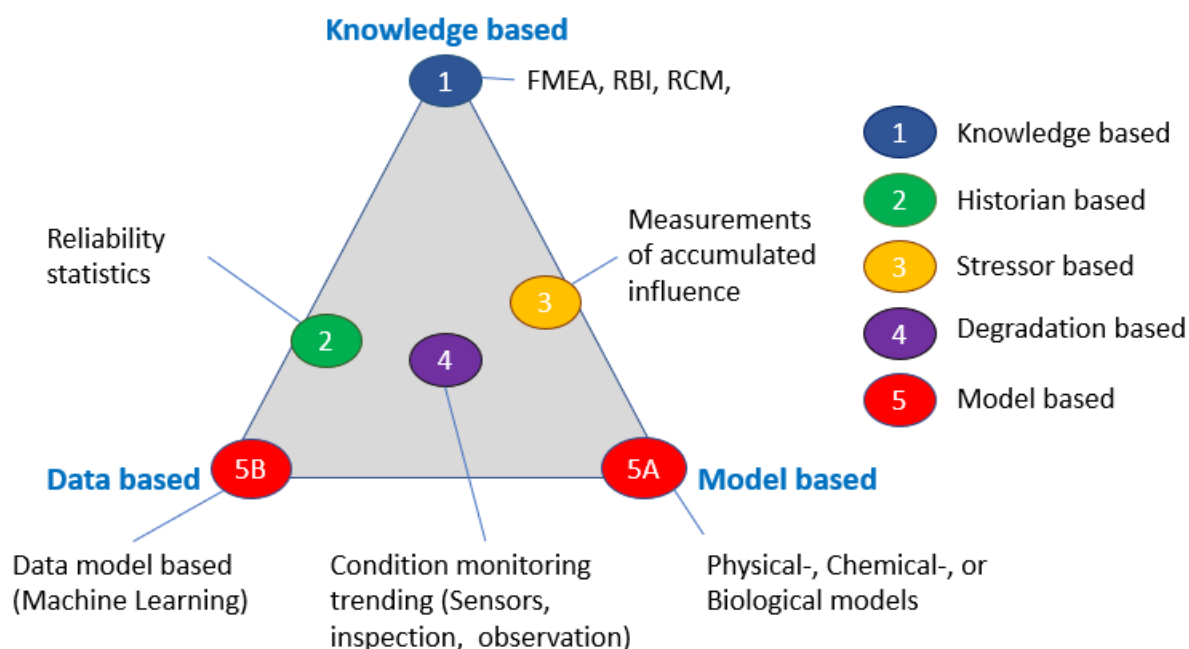 Knowledge based
1
FMEA, RBI, RCM,
1 Knowledge based
2 Historian based
Reliability
statistics
Measurements
of accumulated
influence
3 Stressor based
3
2
4
4 Degradation based
5 Model based
Data based
5B
5A
Model based
Data model based
(Machine Learning)
Condition monitoring
trending (Sensors,
inspection, observation)
Physical-, Chemical-, or
Biological models